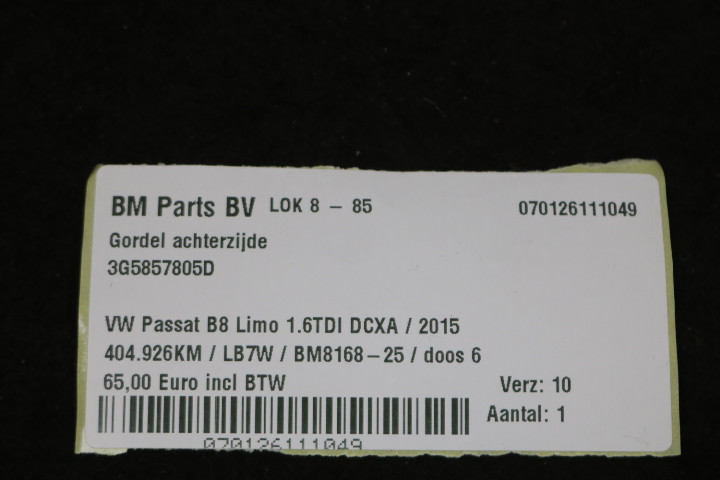 BM Parts BV LOK 8 - 85 070126111049
Gordel achterzijde
3G5857805D
VW Passat B8 Limo 1.6TDI DCXA / 2015
404.926KM / LB7W / BM8168-25 / doos 6
65,00 Euro incl BTW Verz: 10
Aantal: 1
070126111049